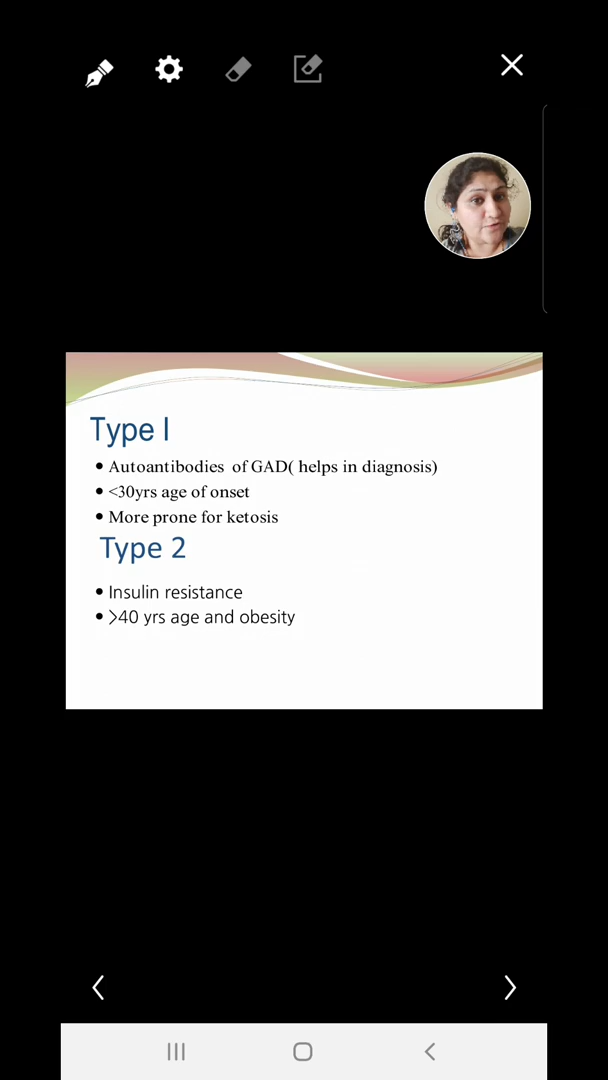 Type I
• Autoantibodies of GAD( helps in diagnosis)
• <30yrs age of onset
• More prone for ketosis
Type 2
• Insulin resistance
• >40 yrs age and obesity